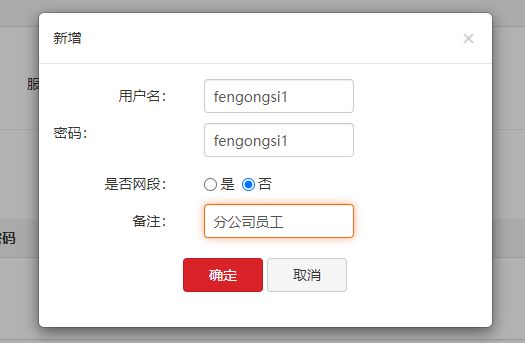 新增
×
用户名：
fengongsi1
密码：
fengongsi1
是否网段：
是 否
备注：
分公司员工
确定
取消
服
密码